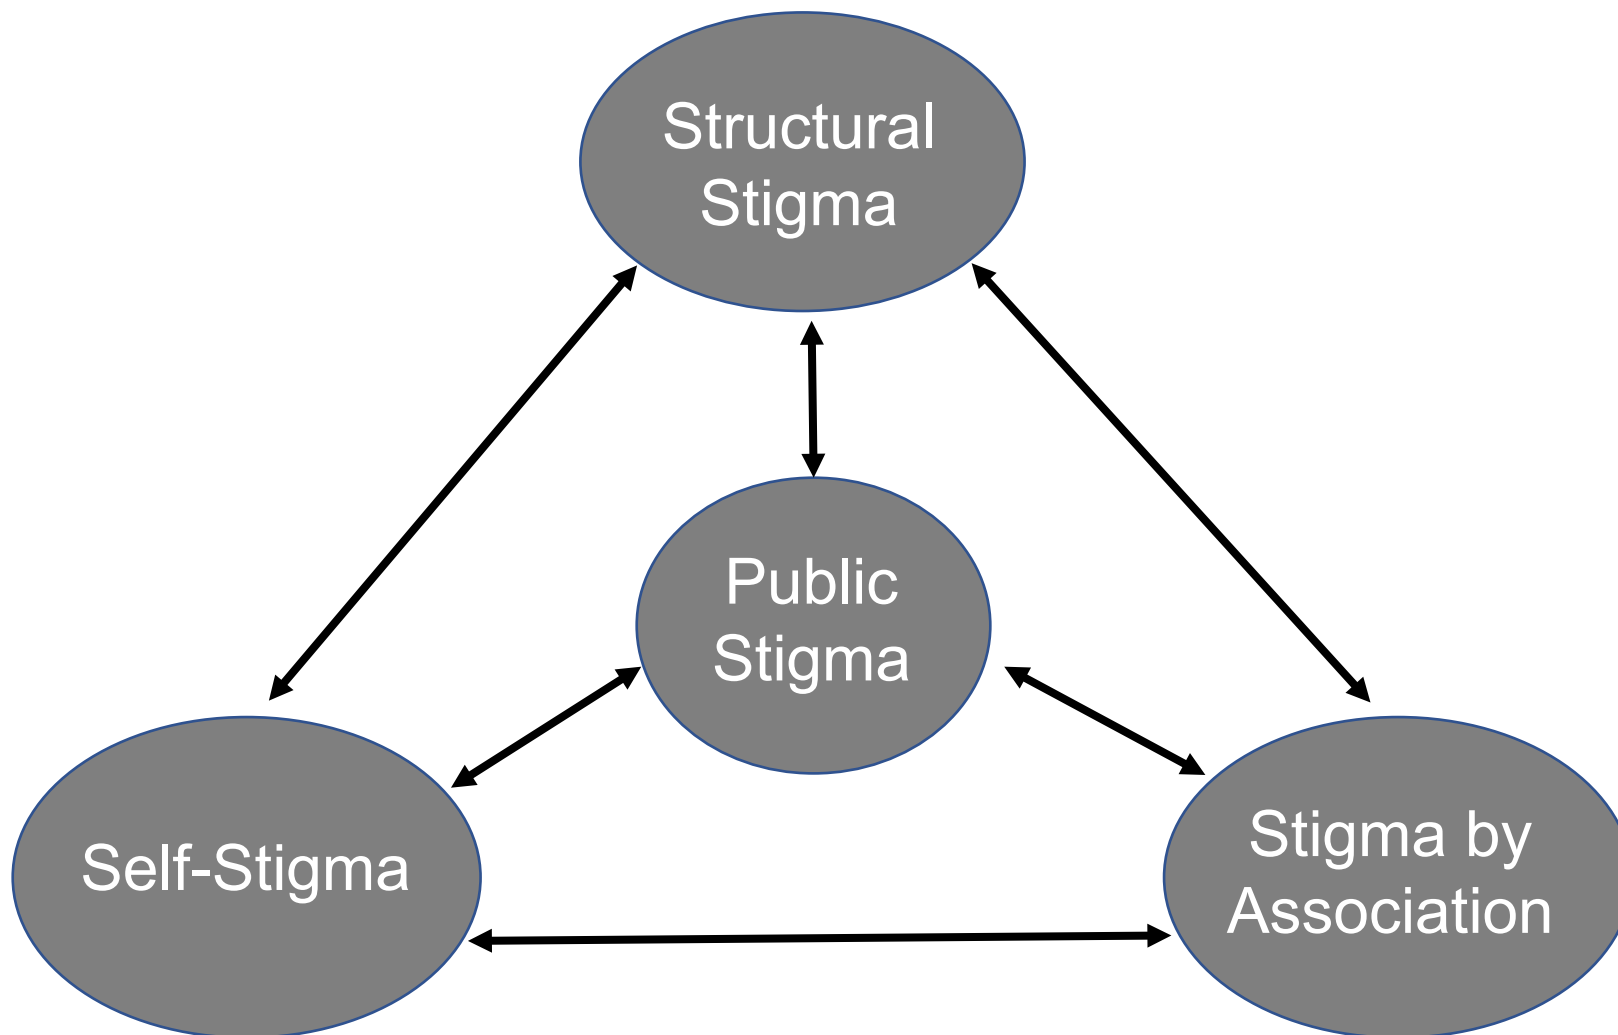 Structural
Stigma
Public
Stigma
Self-Stigma
Stigma by
Association